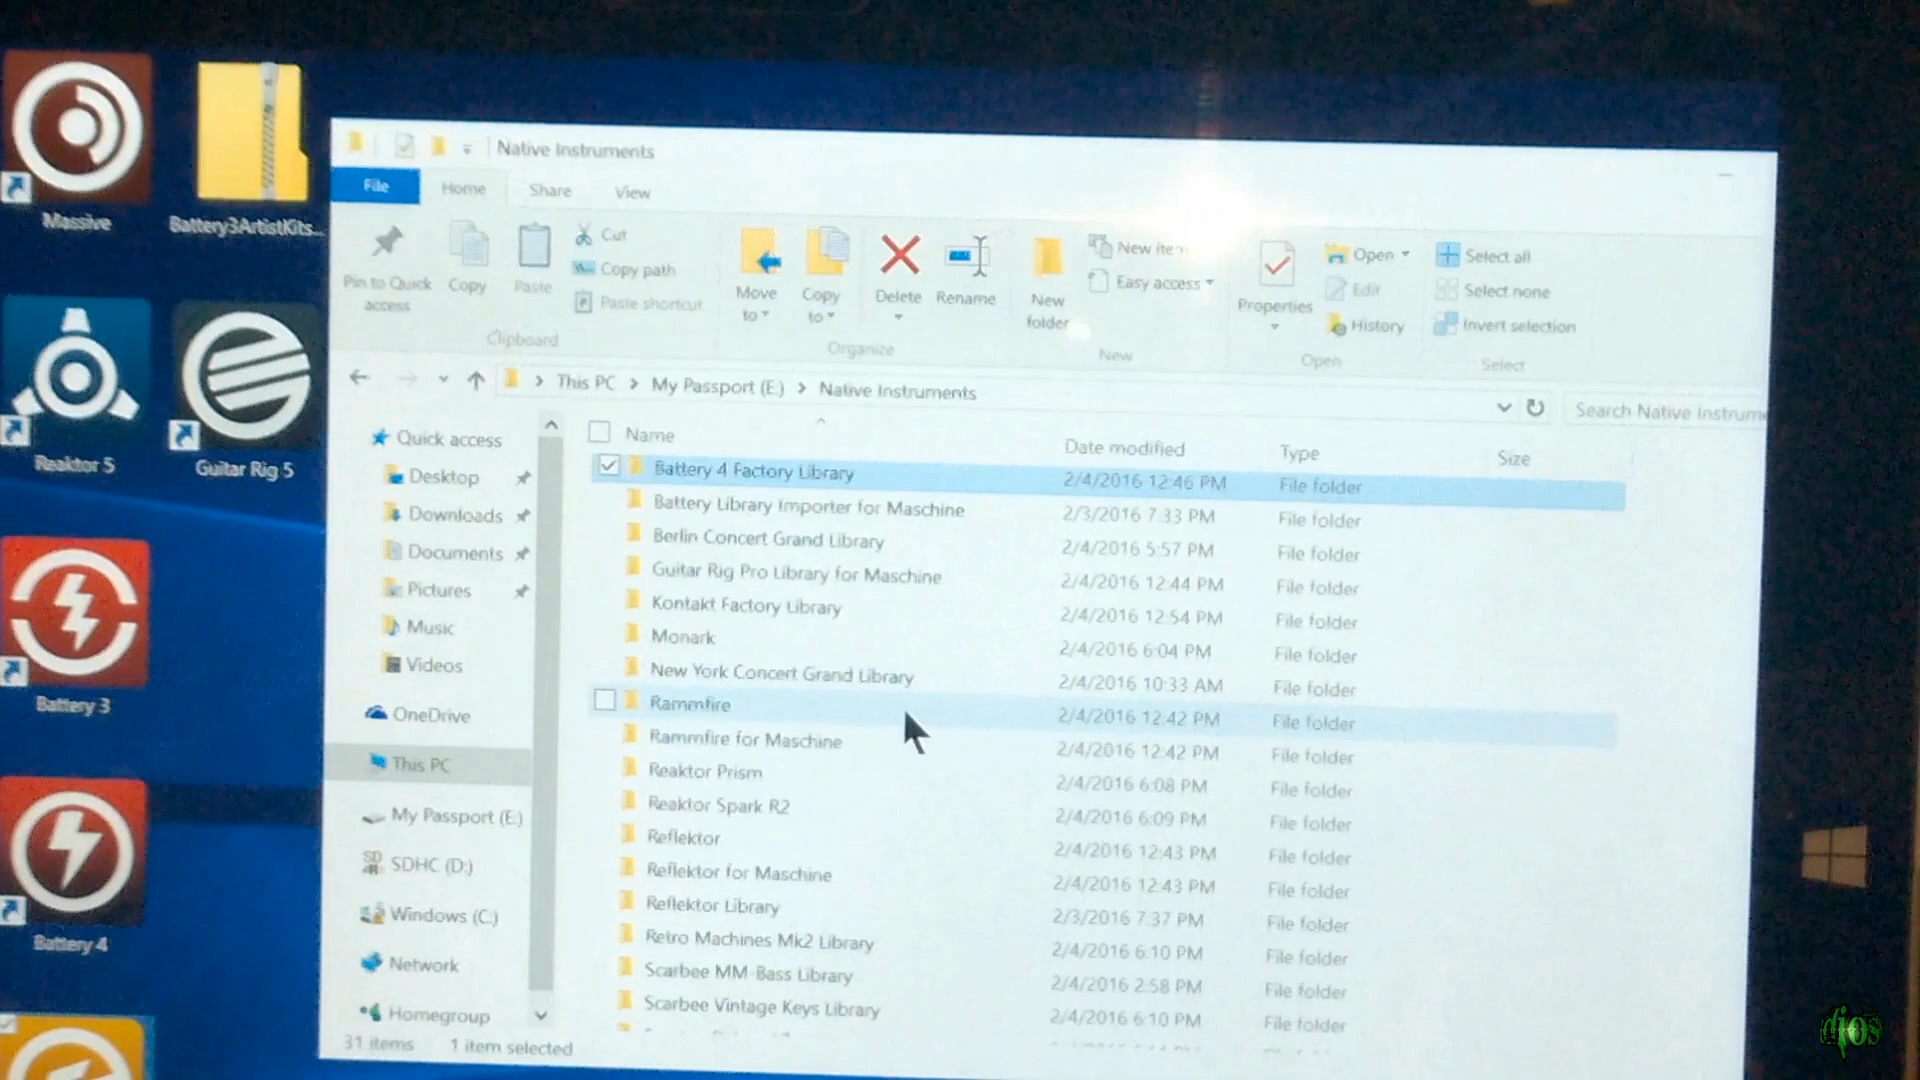 Massive
Battery3ArtistKits...
Reaktor 5
Guitar Rig 5
Battery 3
Battery 4
Native Instruments
File
Home
Share
View
Pin to Quick access
Copy
Paste
Cut
Copy path
Paste shortcut
Clipboard
Move to
Copy to
Delete
Rename
Organize
New folder
New item
Easy access
New
Properties
Open
Edit
History
Open
Select all
Select none
Invert selection
Select
This PC > My Passport (E:) > Native Instruments
Search Native Instrume
Quick access
Desktop
Downloads
Documents
Pictures
Music
Videos
OneDrive
This PC
My Passport (E:)
SDHC (D:)
Windows (C:)
Network
Homegroup
Name Date modified Type Size
Battery 4 Factory Library 2/4/2016 12:46 PM File folder
Battery Library Importer for Maschine 2/3/2016 7:33 PM File folder
Berlin Concert Grand Library 2/4/2016 5:57 PM File folder
Guitar Rig Pro Library for Maschine 2/4/2016 12:44 PM File folder
Kontakt Factory Library 2/4/2016 12:54 PM File folder
Monark 2/4/2016 6:04 PM File folder
New York Concert Grand Library 2/4/2016 10:33 AM File folder
Rammfire 2/4/2016 12:42 PM File folder
Rammfire for Maschine 2/4/2016 12:42 PM File folder
Reaktor Prism 2/4/2016 6:08 PM File folder
Reaktor Spark R2 2/4/2016 6:09 PM File folder
Reflektor 2/4/2016 12:43 PM File folder
Reflektor for Maschine 2/4/2016 12:43 PM File folder
Reflektor Library 2/3/2016 7:37 PM File folder
Retro Machines Mk2 Library 2/4/2016 6:10 PM File folder
Scarbee MM-Bass Library 2/4/2016 2:58 PM File folder
Scarbee Vintage Keys Library 2/4/2016 6:10 PM File folder
31 items 1 item selected
djos